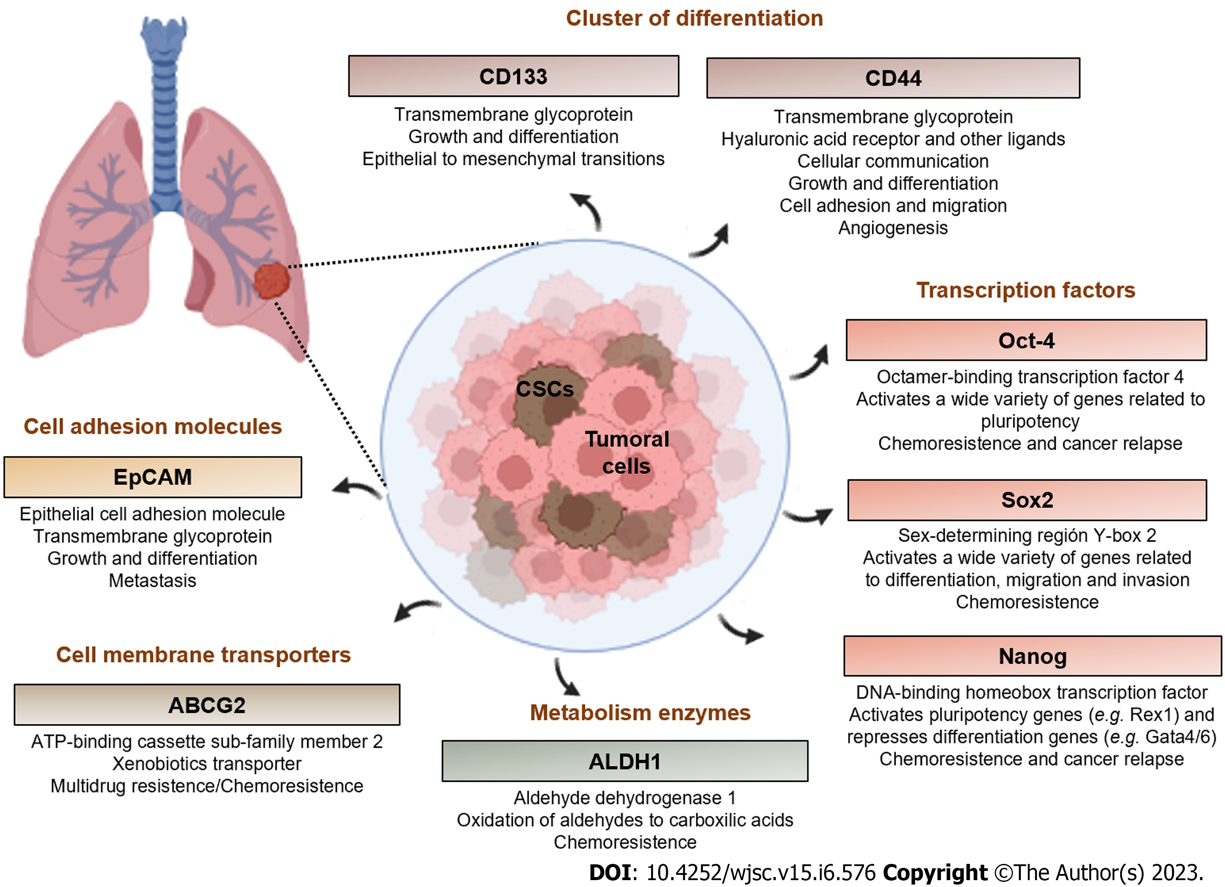 Cluster of differentiation
CD133
Transmembrane glycoprotein
Growth and differentiation
Epithelial to mesenchymal transitions
CD44
Transmembrane glycoprotein
Hyaluronic acid receptor and other ligands
Cellular communication
Growth and differentiation
Cell adhesion and migration
Angiogenesis
Transcription factors
Oct-4
Octamer-binding transcription factor 4
Activates a wide variety of genes related to
pluripotency
Chemoresistence and cancer relapse
Sox2
Sex-determining región Y-box 2
Activates a wide variety of genes related
to differentiation, migration and invasion
Chemoresistence
Nanog
DNA-binding homeobox transcription factor
Activates pluripotency genes (e.g. Rex1) and
represses differentiation genes (e.g. Gata4/6)
Chemoresistence and cancer relapse
CSCs
Tumoral
cells
Cell adhesion molecules
EpCAM
Epithelial cell adhesion molecule
Transmembrane glycoprotein
Growth and differentiation
Metastasis
Cell membrane transporters
ABCG2
ATP-binding cassette sub-family member 2
Xenobiotics transporter
Multidrug resistance/Chemoresistence
Metabolism enzymes
ALDH1
Aldehyde dehydrogenase 1
Oxidation of aldehydes to carboxilic acids
Chemoresistence
DOI: 10.4252/wjsc.v15.i6.576 Copyright ©The Author(s) 2023.